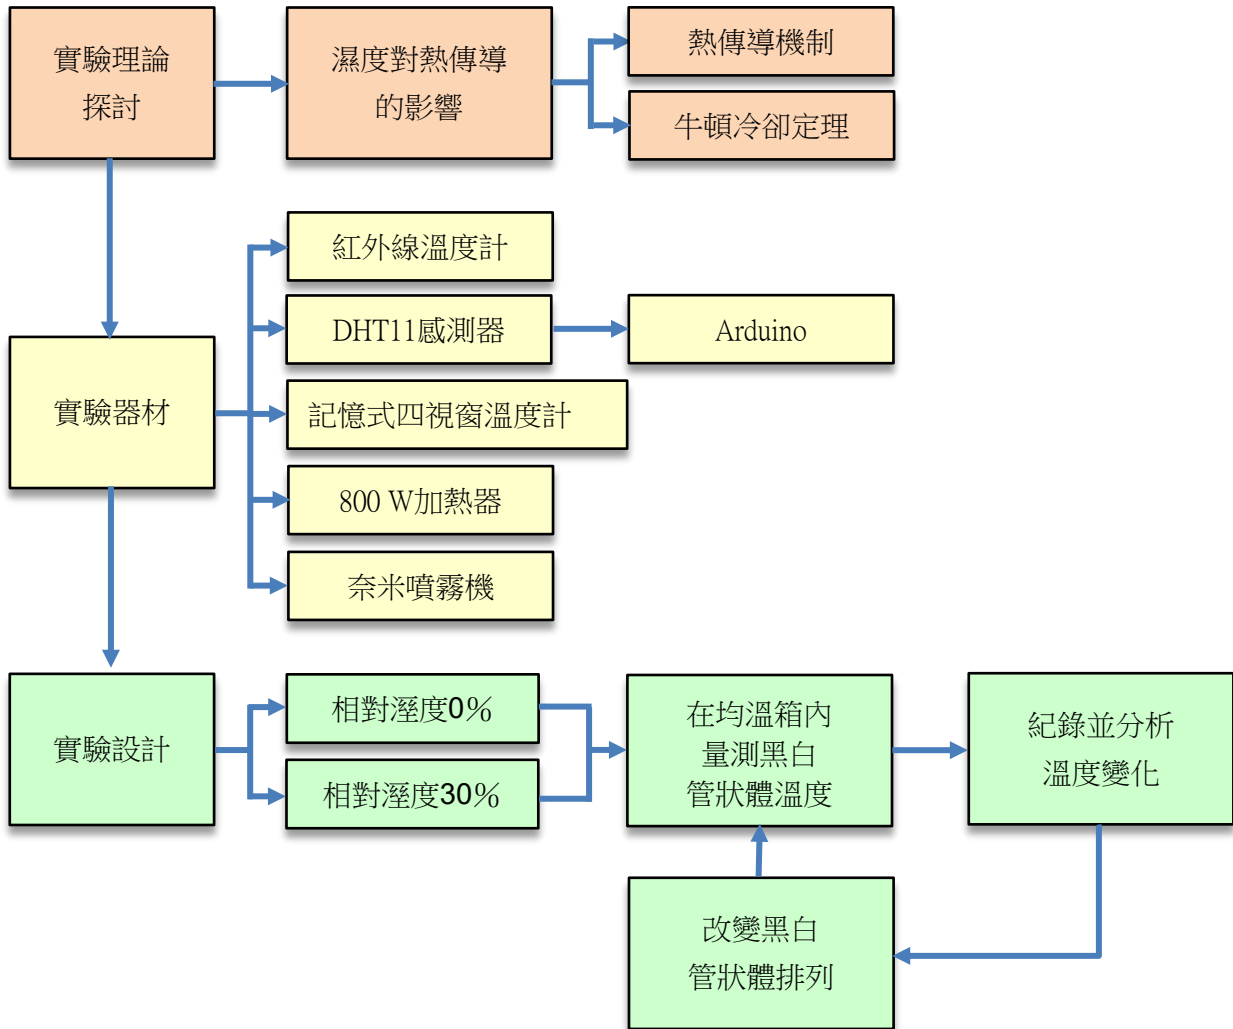 實驗理論
探討
濕度對熱傳導
的影響
熱傳導機制
牛頓冷卻定理
實驗器材
紅外線溫度計
DHT11感測器
Arduino
記憶式四視窗溫度計
800 W加熱器
奈米噴霧機
實驗設計
相對溼度0%
相對溼度30%
在均溫箱內
量測黑白
管狀體溫度
紀錄並分析
溫度變化
改變黑白
管狀體排列